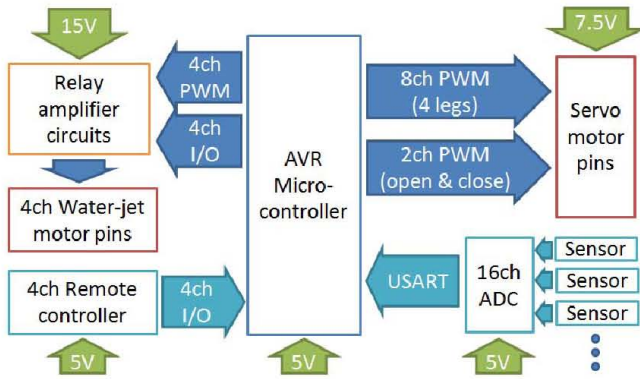 15V
7.5V
Relay
amplifier
circuits
4ch
PWM
4ch
I/O
AVR
Micro-
controller
8ch PWM
(4 legs)
2ch PWM
(open & close)
Servo
motor
pins
4ch Water-jet
motor pins
4ch Remote
controller
4ch
I/O
USART
16ch
ADC
Sensor
Sensor
Sensor
5V
5V
5V